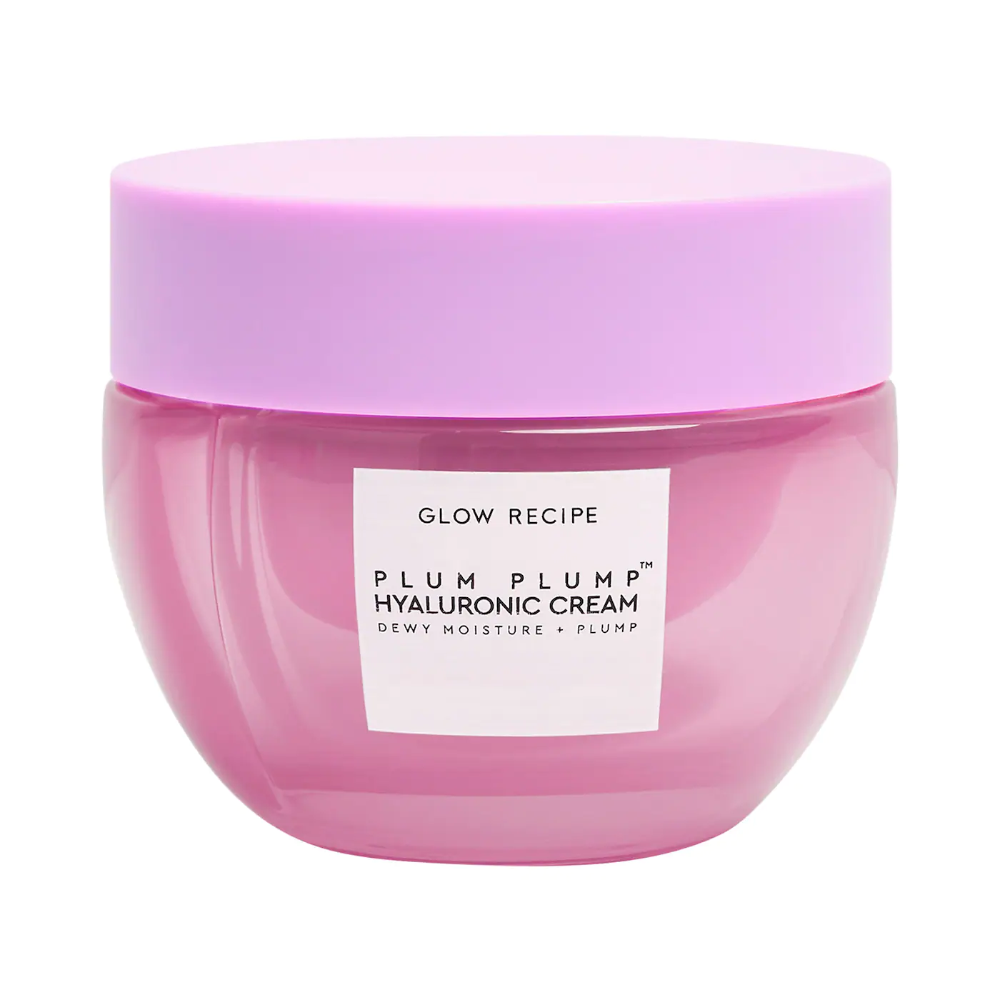 GLOW RECIPE
PLUM PLUMP™
HYALURONIC CREAM
DEWY MOISTURE + PLUMP